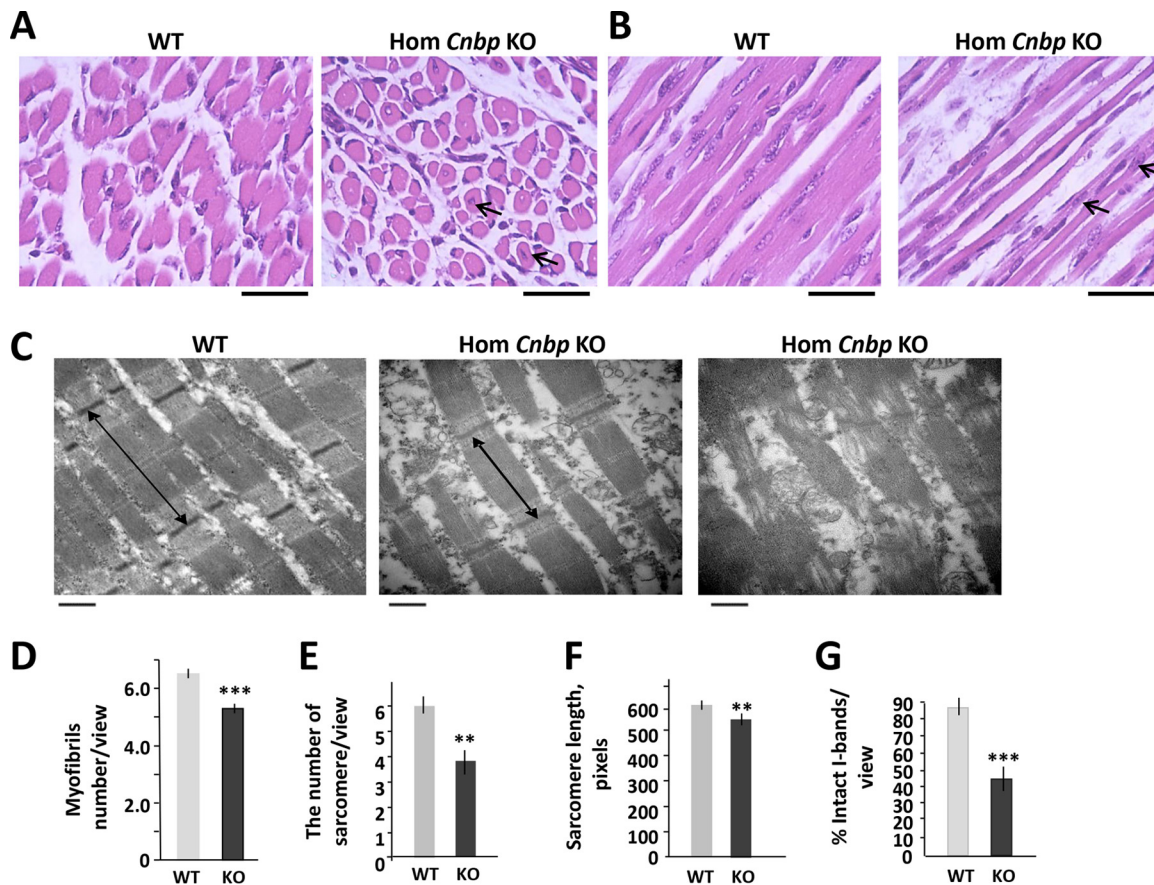 A
WT
Hom Cnbp KO
B
WT
Hom Cnbp KO
C
WT
Hom Cnbp KO
Hom Cnbp KO
D
Myofibrils
number/view
6.0
4.0
2.0
0
***
WT
KO
E
The number of
sarcomere/view
6
5
4
3
2
1
0
**
WT
KO
F
Sarcomere length,
pixels
600
500
400
300
200
100
0
**
WT
KO
G
% Intact I-bands/
view
90
80
70
60
50
40
30
20
10
0
***
WT
KO